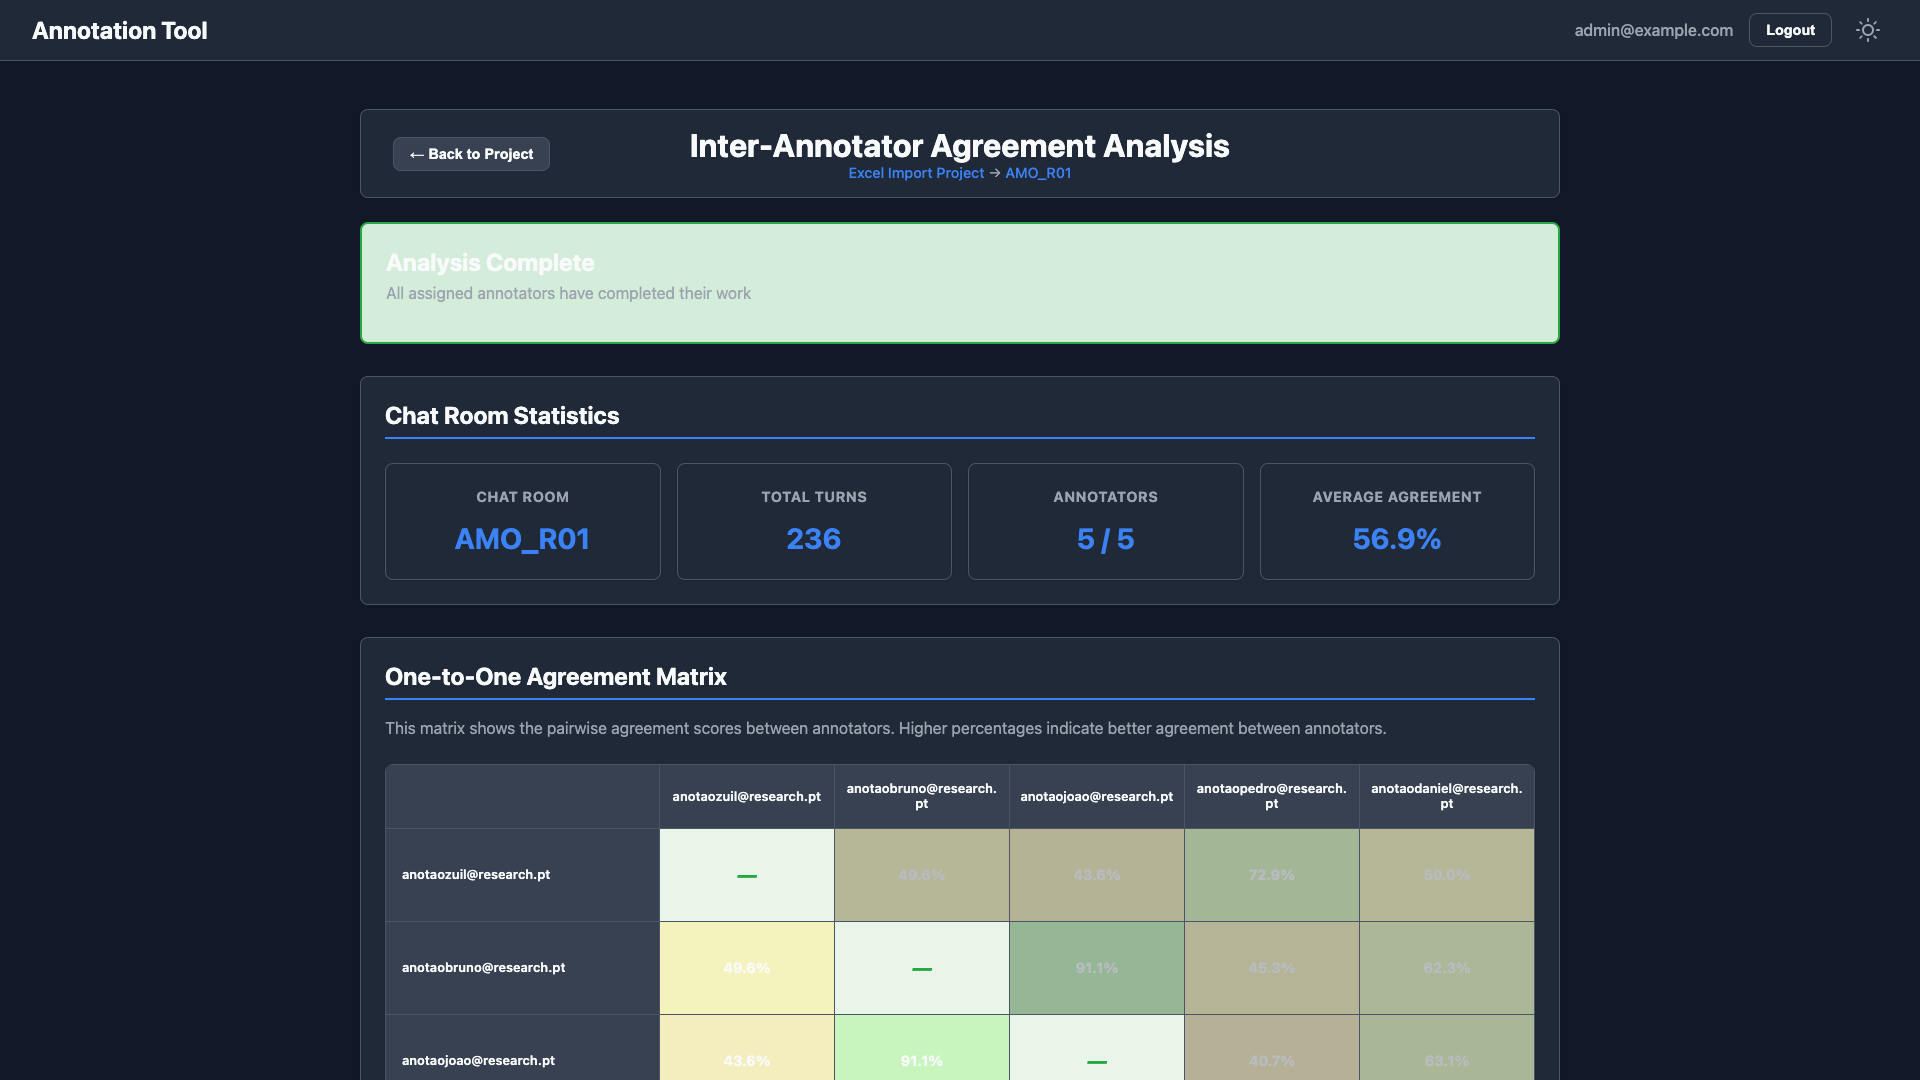 Annotation Tool
admin@example.com
Logout
← Back to Project
Inter-Annotator Agreement Analysis
Excel Import Project → AMO_R01
Analysis Complete
All assigned annotators have completed their work
Chat Room Statistics
CHAT ROOM
AMO_R01
TOTAL TURNS
236
ANNOTATORS
5 / 5
AVERAGE AGREEMENT
56.9%
One-to-One Agreement Matrix
This matrix shows the pairwise agreement scores between annotators. Higher percentages indicate better agreement between annotators.
anotaozuil@research.pt
anotaobruno@research.
pt
anotaojoao@research.pt
anotaopedro@research.
pt
anotaodaniel@research.
pt
anotaozuil@research.pt — 49.6% 43.6% 72.9% 50.0%
anotaobruno@research.pt 49.6% — 91.1% 45.3% 62.3%
anotaojoao@research.pt 43.6% 91.1% — 40.7% 63.1%